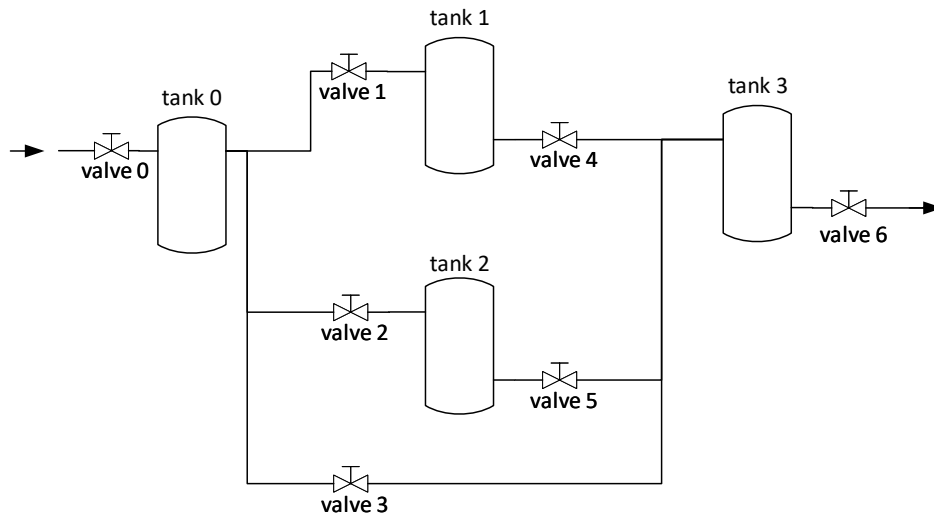 tank 1
valve 1
tank 0
valve 0
tank 3
valve 4
valve 6
tank 2
valve 2
valve 5
valve 3